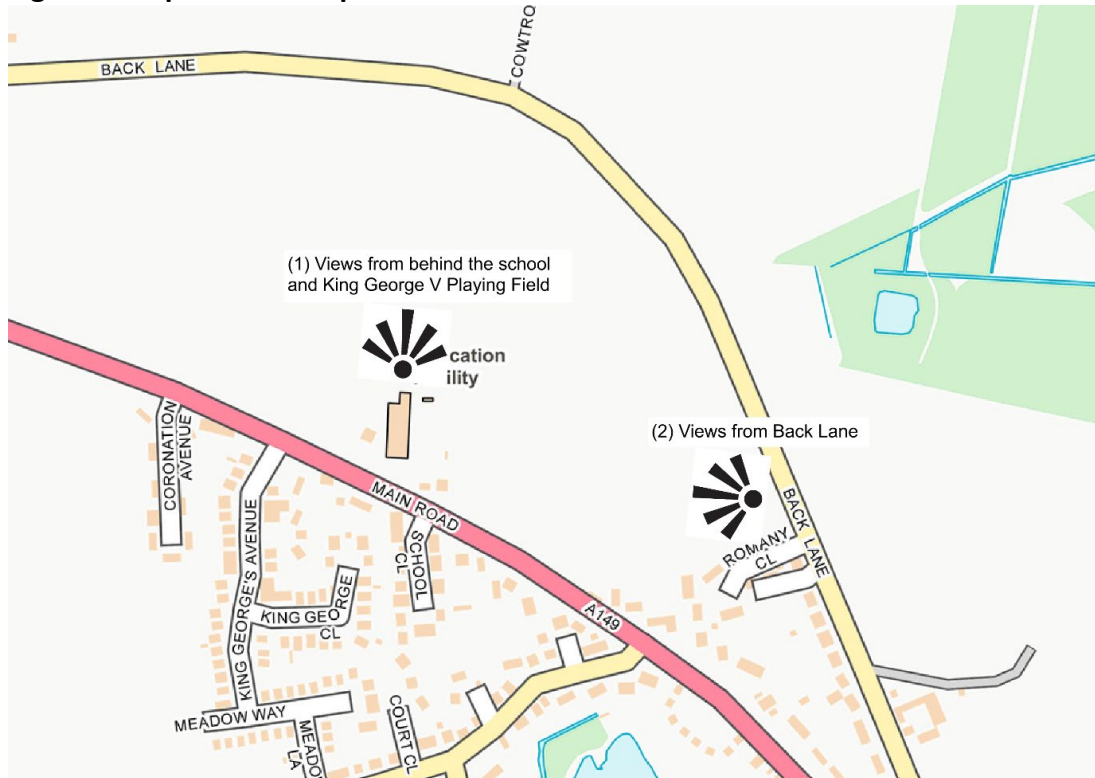 COWTRO
BACK LANE
(1) Views from behind the school
and King George V Playing Field
cation
ility
(2) Views from Back Lane
CORONATION
AVENUE
MAIN ROAD
BACK LANE
KING GEORGE'S AVENUE
SCHOOL
CL
ROMANY
CL
KING GEORGE
CL
A149
MEADOW WAY
MEADO
LA
COURT CL